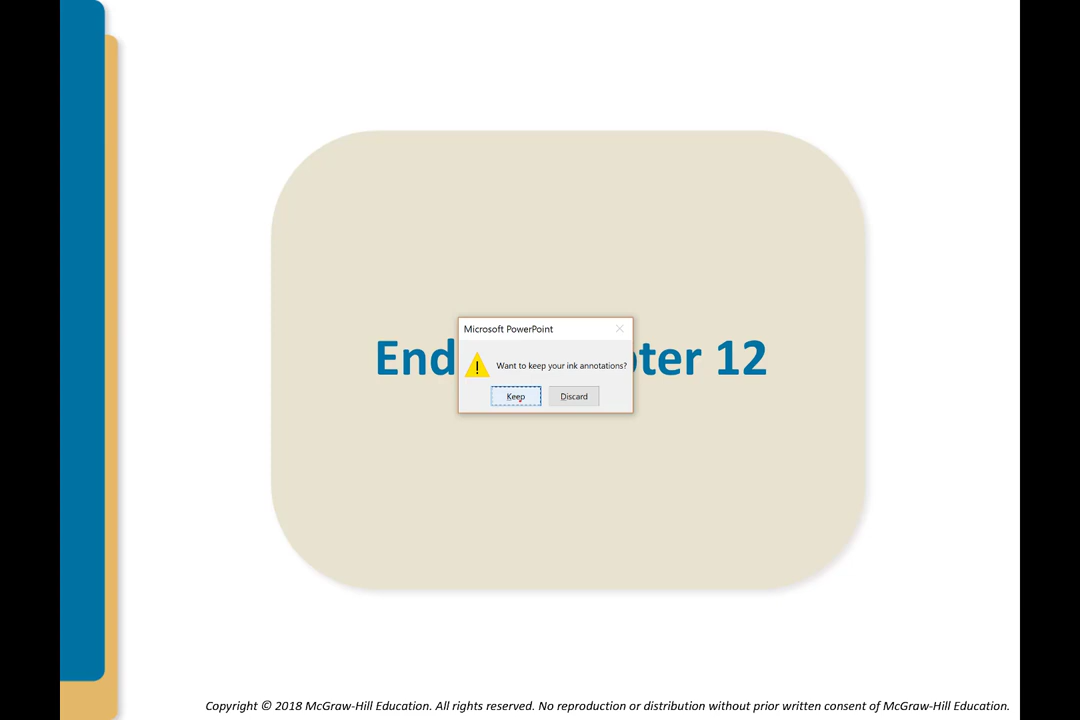 Microsoft PowerPoint
Want to keep your ink annotations?
End ter 12
Keep Discard
Copyright © 2018 McGraw-Hill Education. All rights reserved. No reproduction or distribution without prior written consent of McGraw-Hill Education.